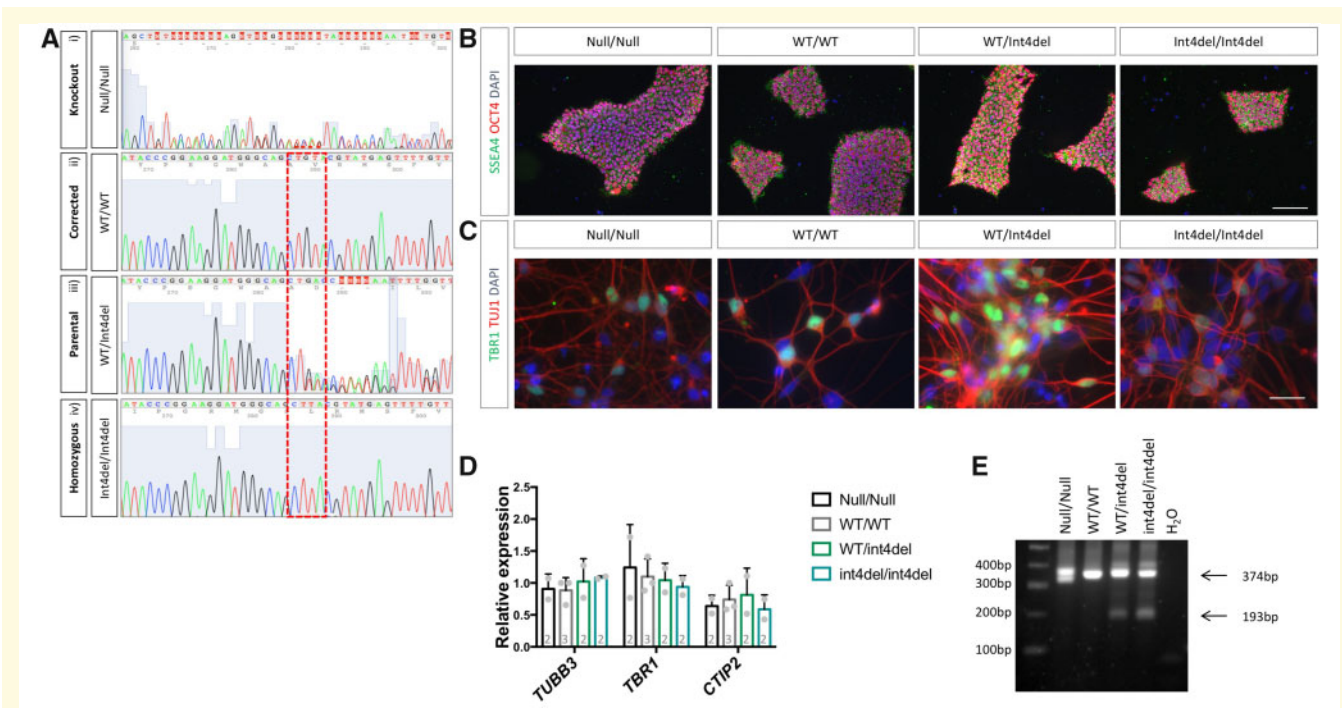 A
i)
Knockout
Null/Null
ii)
Corrected
WT/WT
ATACCCGGAAGGATGGGCAGCTGTACGTATGAGTTTTGTT
iii)
Parental
WT/Int4del
iv)
Homozygous
Int4del/Int4del
B
Null/Null
WT/WT
WT/Int4del
Int4del/Int4del
SSEA4 OCT4 DAPI
C
Null/Null
WT/WT
WT/Int4del
Int4del/Int4del
TBR1 TUJ1 DAPI
D
Relative expression
2.5
2.0
1.5
1.0
0.5
0.0
2 3 2 2
2 3 2 2
2 3 2 2
TUBB3
TBR1
CTIP2
Null/Null
WT/WT
WT/int4del
int4del/int4del
E
Null/Null
WT/WT
WT/int4del
int4del/int4del
H2O
400bp
300bp
200bp
100bp
374bp
193bp